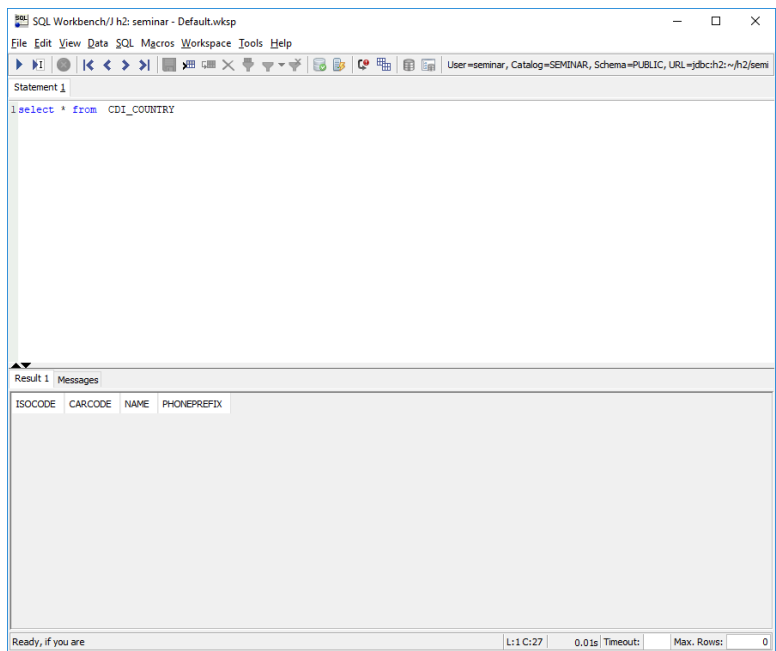 SQL Workbench/J h2: seminar - Default.wksp
File Edit View Data SQL Macros Workspace Tools Help
User=seminar, Catalog=SEMINAR, Schema=PUBLIC, URL=jdbc:h2:~/h2/semi
Statement 1
1 select * from  CDI_COUNTRY
Result 1 Messages
ISOCODE CARCODE NAME PHONEPREFIX
Ready, if you are L:1 C:27 0.01s Timeout: Max. Rows: 0